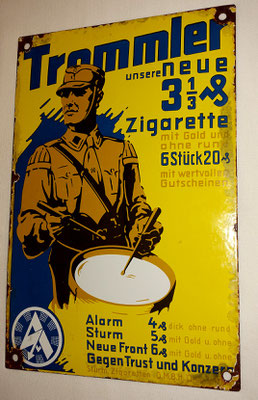 Trommler
unsere neue
3 1/3 ₰
Zigarette
mit Gold und
ohne rund
6 Stück 20 ₰
mit wertvollen
Gutscheinen
Alarm 4 ₰ dick ohne rund
Sturm 5 ₰ mit Gold u. ohne
Neue Front 6 ₰ mit Gold u. ohne
Gegen Trust und Konzern
Zigaretten G.M.B.H.